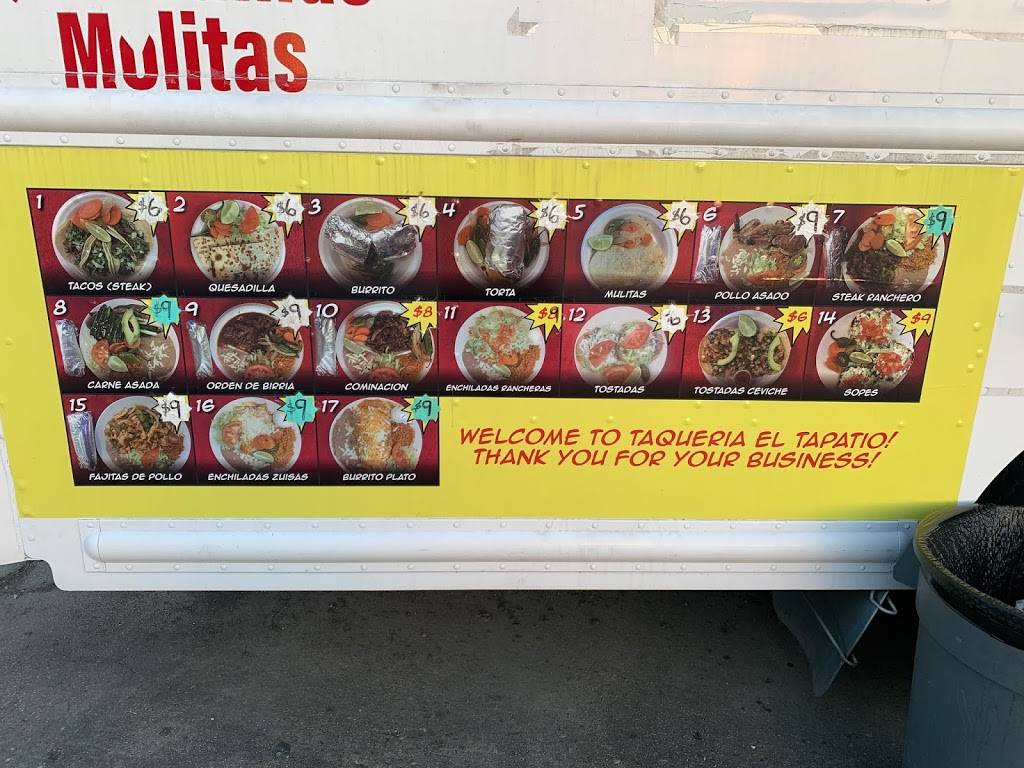 Mulitas
1 $6 2 $6 3 $6 4 $6 5 $6 6 $9 7 $9
TACOS (STEAK) QUESADILLA BURRITO TORTA MULITAS POLLO ASADO STEAK RANCHERO
8 $9 9 $9 10 $8 11 $8 12 $6 13 $6 14 $9
CARNE ASADA ORDEN DE BIRRIA COMINACION ENCHILADAS RANCHERAS TOSTADAS TOSTADAS CEVICHE SOPES
15 $9 16 $9 17 $9
FAJITAS DE POLLO ENCHILADAS ZUISAS BURRITO PLATO
WELCOME TO TAQUERIA EL TAPATIO!
THANK YOU FOR YOUR BUSINESS!